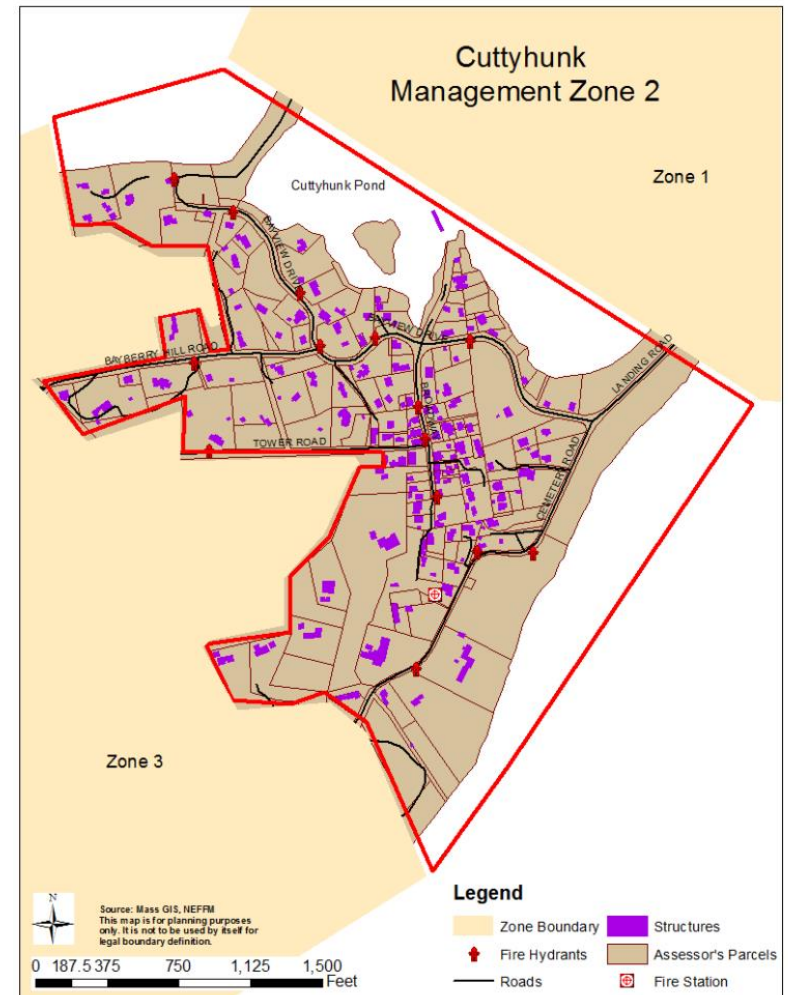 Cuttyhunk
Management Zone 2
Zone 1
Cuttyhunk Pond
BAYVIEW DRIVE
BAYVIEW DRIVE
LANDING ROAD
BAYBERRY HILL ROAD
BROADWAY
TOWER ROAD
CEMETERY ROAD
Zone 3
N
Source: Mass GIS, NEFFM
This map is for planning purposes
only. It is not to be used by itself for
legal boundary definition.
0 187.5 375 750 1,125 1,500
Feet
Legend
Zone Boundary
Structures
Fire Hydrants
Assessor's Parcels
Roads
Fire Station